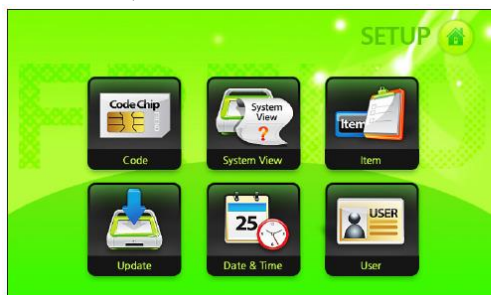 SETUP
Code Chip
Code
System
View
?
System View
Item
Item
Update
25
Date & Time
USER
User